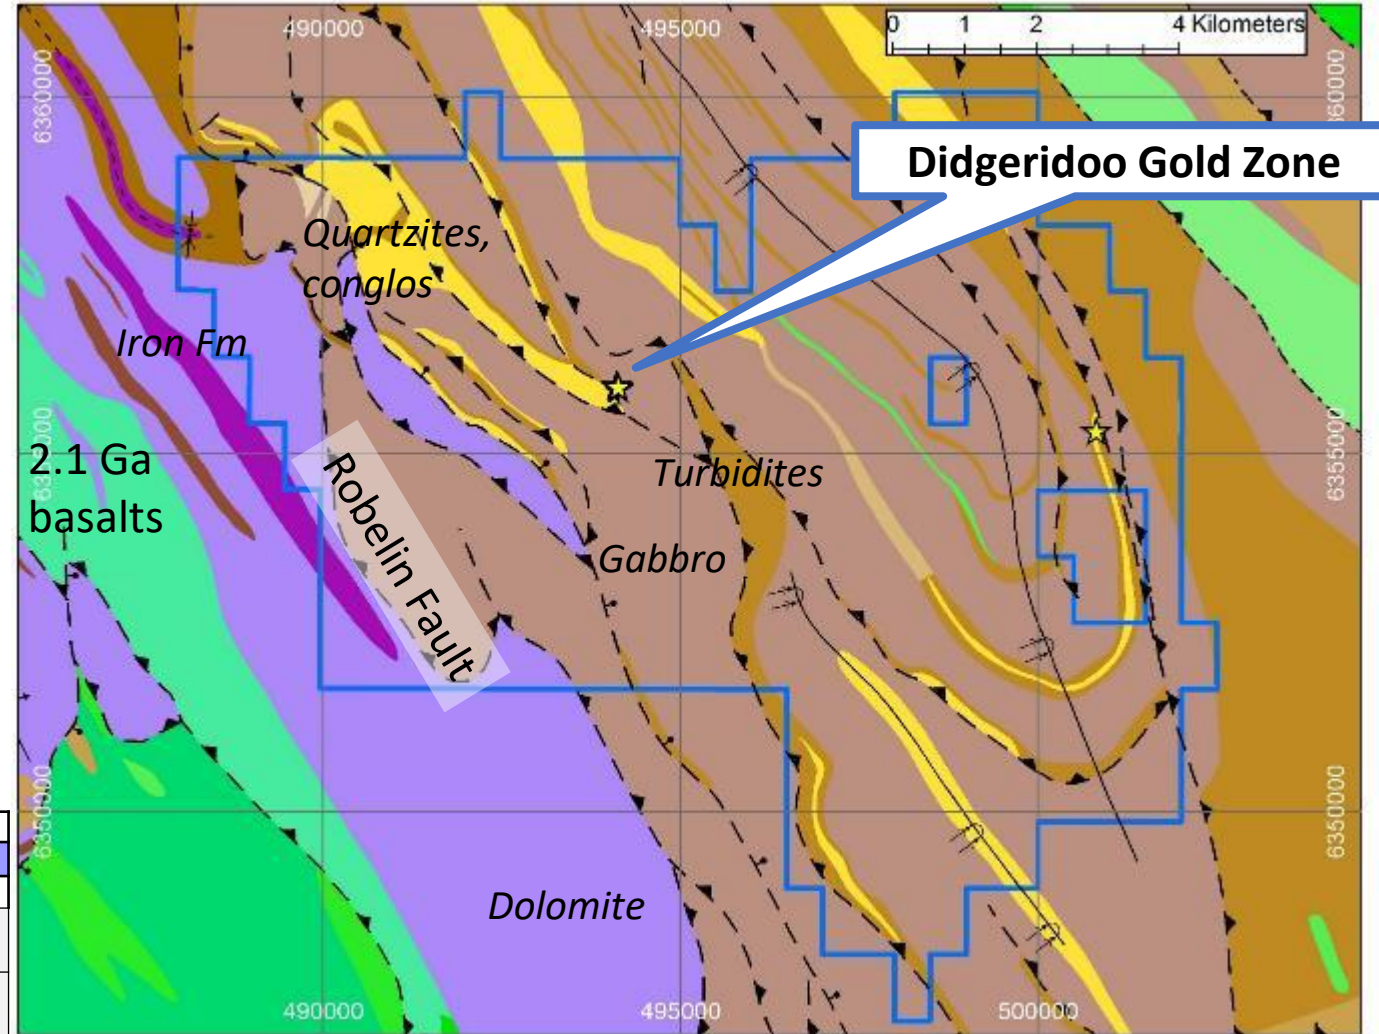 490000
495000
0 1 2 4 Kilometers
6360000
Didgeridoo Gold Zone
Quartzites,
conglos
Iron Fm
2.1 Ga
basalts
Robelin Fault
Turbidites
Gabbro
6355000
Dolomite
6350000
6350000
490000
495000
500000